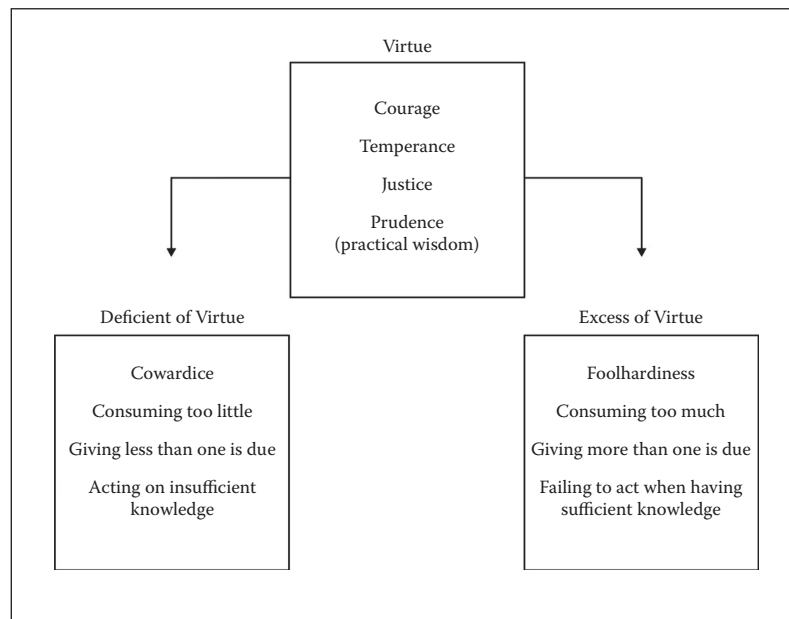 Virtue
Courage
Temperance
Justice
Prudence
(practical wisdom)
Deficient of Virtue
Cowardice
Consuming too little
Giving less than one is due
Acting on insufficient
knowledge
Excess of Virtue
Foolhardiness
Consuming too much
Giving more than one is due
Failing to act when having
sufficient knowledge